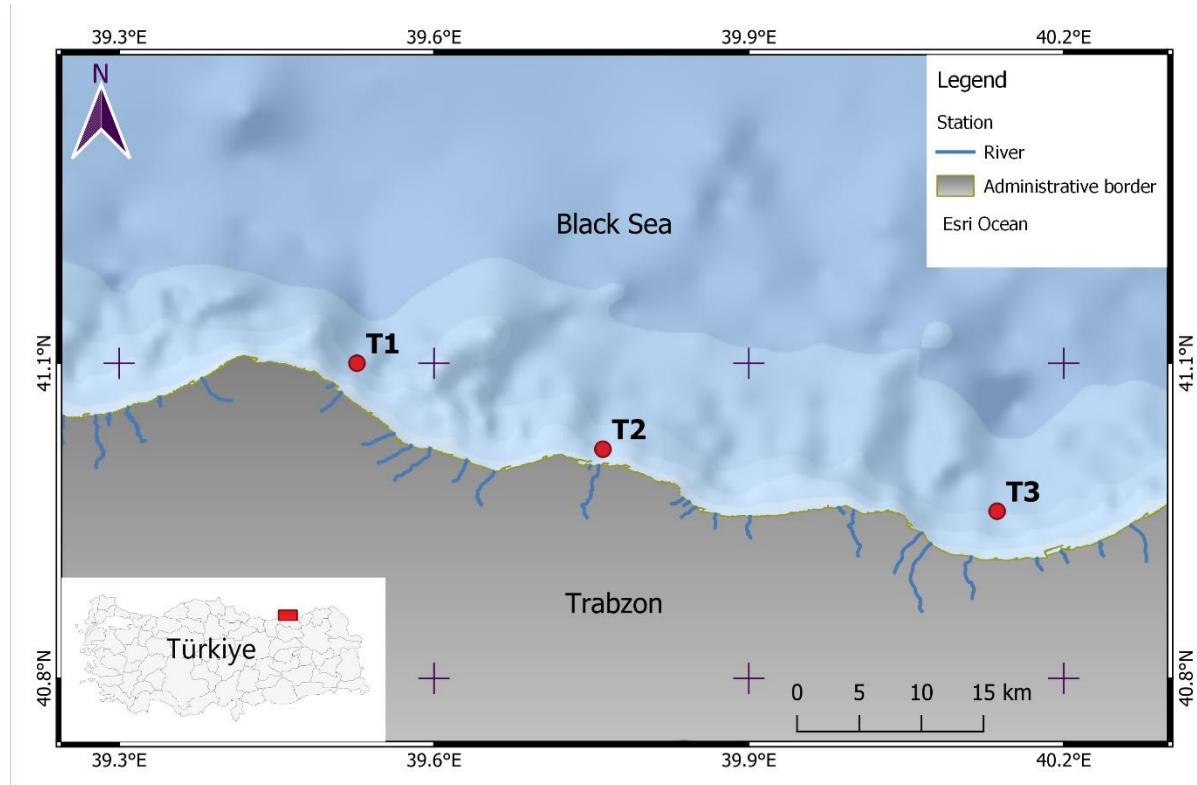 39.3°E 39.6°E 39.9°E 40.2°E
N
Legend
Station
River
Administrative border
Esri Ocean
Black Sea
41.1°N 41.1°N
T1
T2
T3
Trabzon
Türkiye
40.8°N 40.8°N
0 5 10 15 km
39.3°E 39.6°E 39.9°E 40.2°E